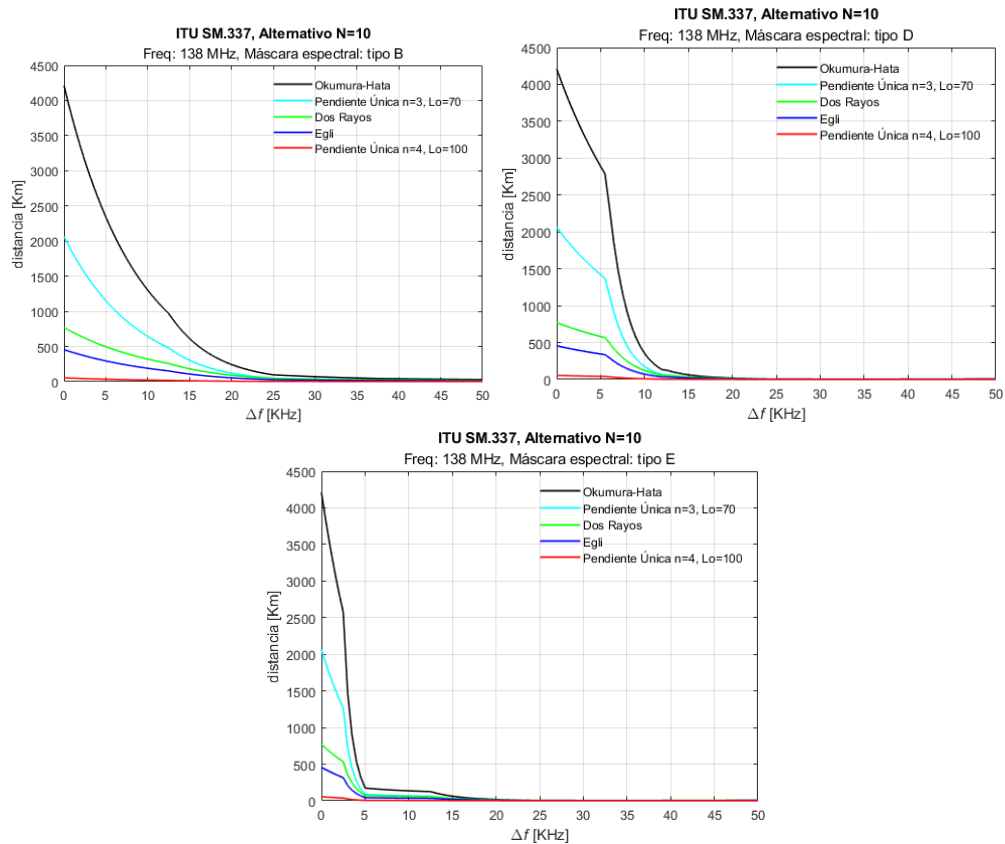 ITU SM.337, Alternativo N=10
Freq: 138 MHz, Máscara espectral: tipo B
4500
4000
3500
3000
2500
2000
1500
1000
500
0
distancia [Km]
Okumura-Hata
Pendiente Única n=3, Lo=70
Dos Rayos
Egli
Pendiente Única n=4, Lo=100
0 5 10 15 20 25 30 35 40 45 50
Δf [KHz]
ITU SM.337, Alternativo N=10
Freq: 138 MHz, Máscara espectral: tipo D
4500
4000
3500
3000
2500
2000
1500
1000
500
0
distancia [Km]
Okumura-Hata
Pendiente Única n=3, Lo=70
Dos Rayos
Egli
Pendiente Única n=4, Lo=100
0 5 10 15 20 25 30 35 40 45 50
Δf [KHz]
ITU SM.337, Alternativo N=10
Freq: 138 MHz, Máscara espectral: tipo E
4500
4000
3500
3000
2500
2000
1500
1000
500
0
distancia [Km]
Okumura-Hata
Pendiente Única n=3, Lo=70
Dos Rayos
Egli
Pendiente Única n=4, Lo=100
0 5 10 15 20 25 30 35 40 45 50
Δf [KHz]